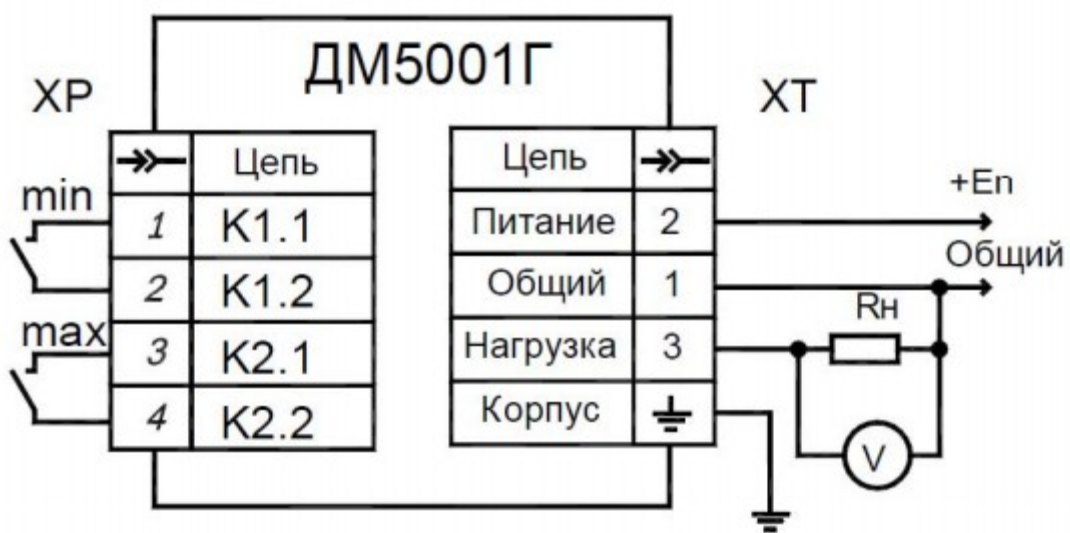 ДМ5001Г
XP
XT
Цепь
min
1 K1.1
2 K1.2
max
3 K2.1
4 K2.2
Цепь
Питание 2
Общий 1
Нагрузка 3
Корпус
+En
Общий
Rн
V